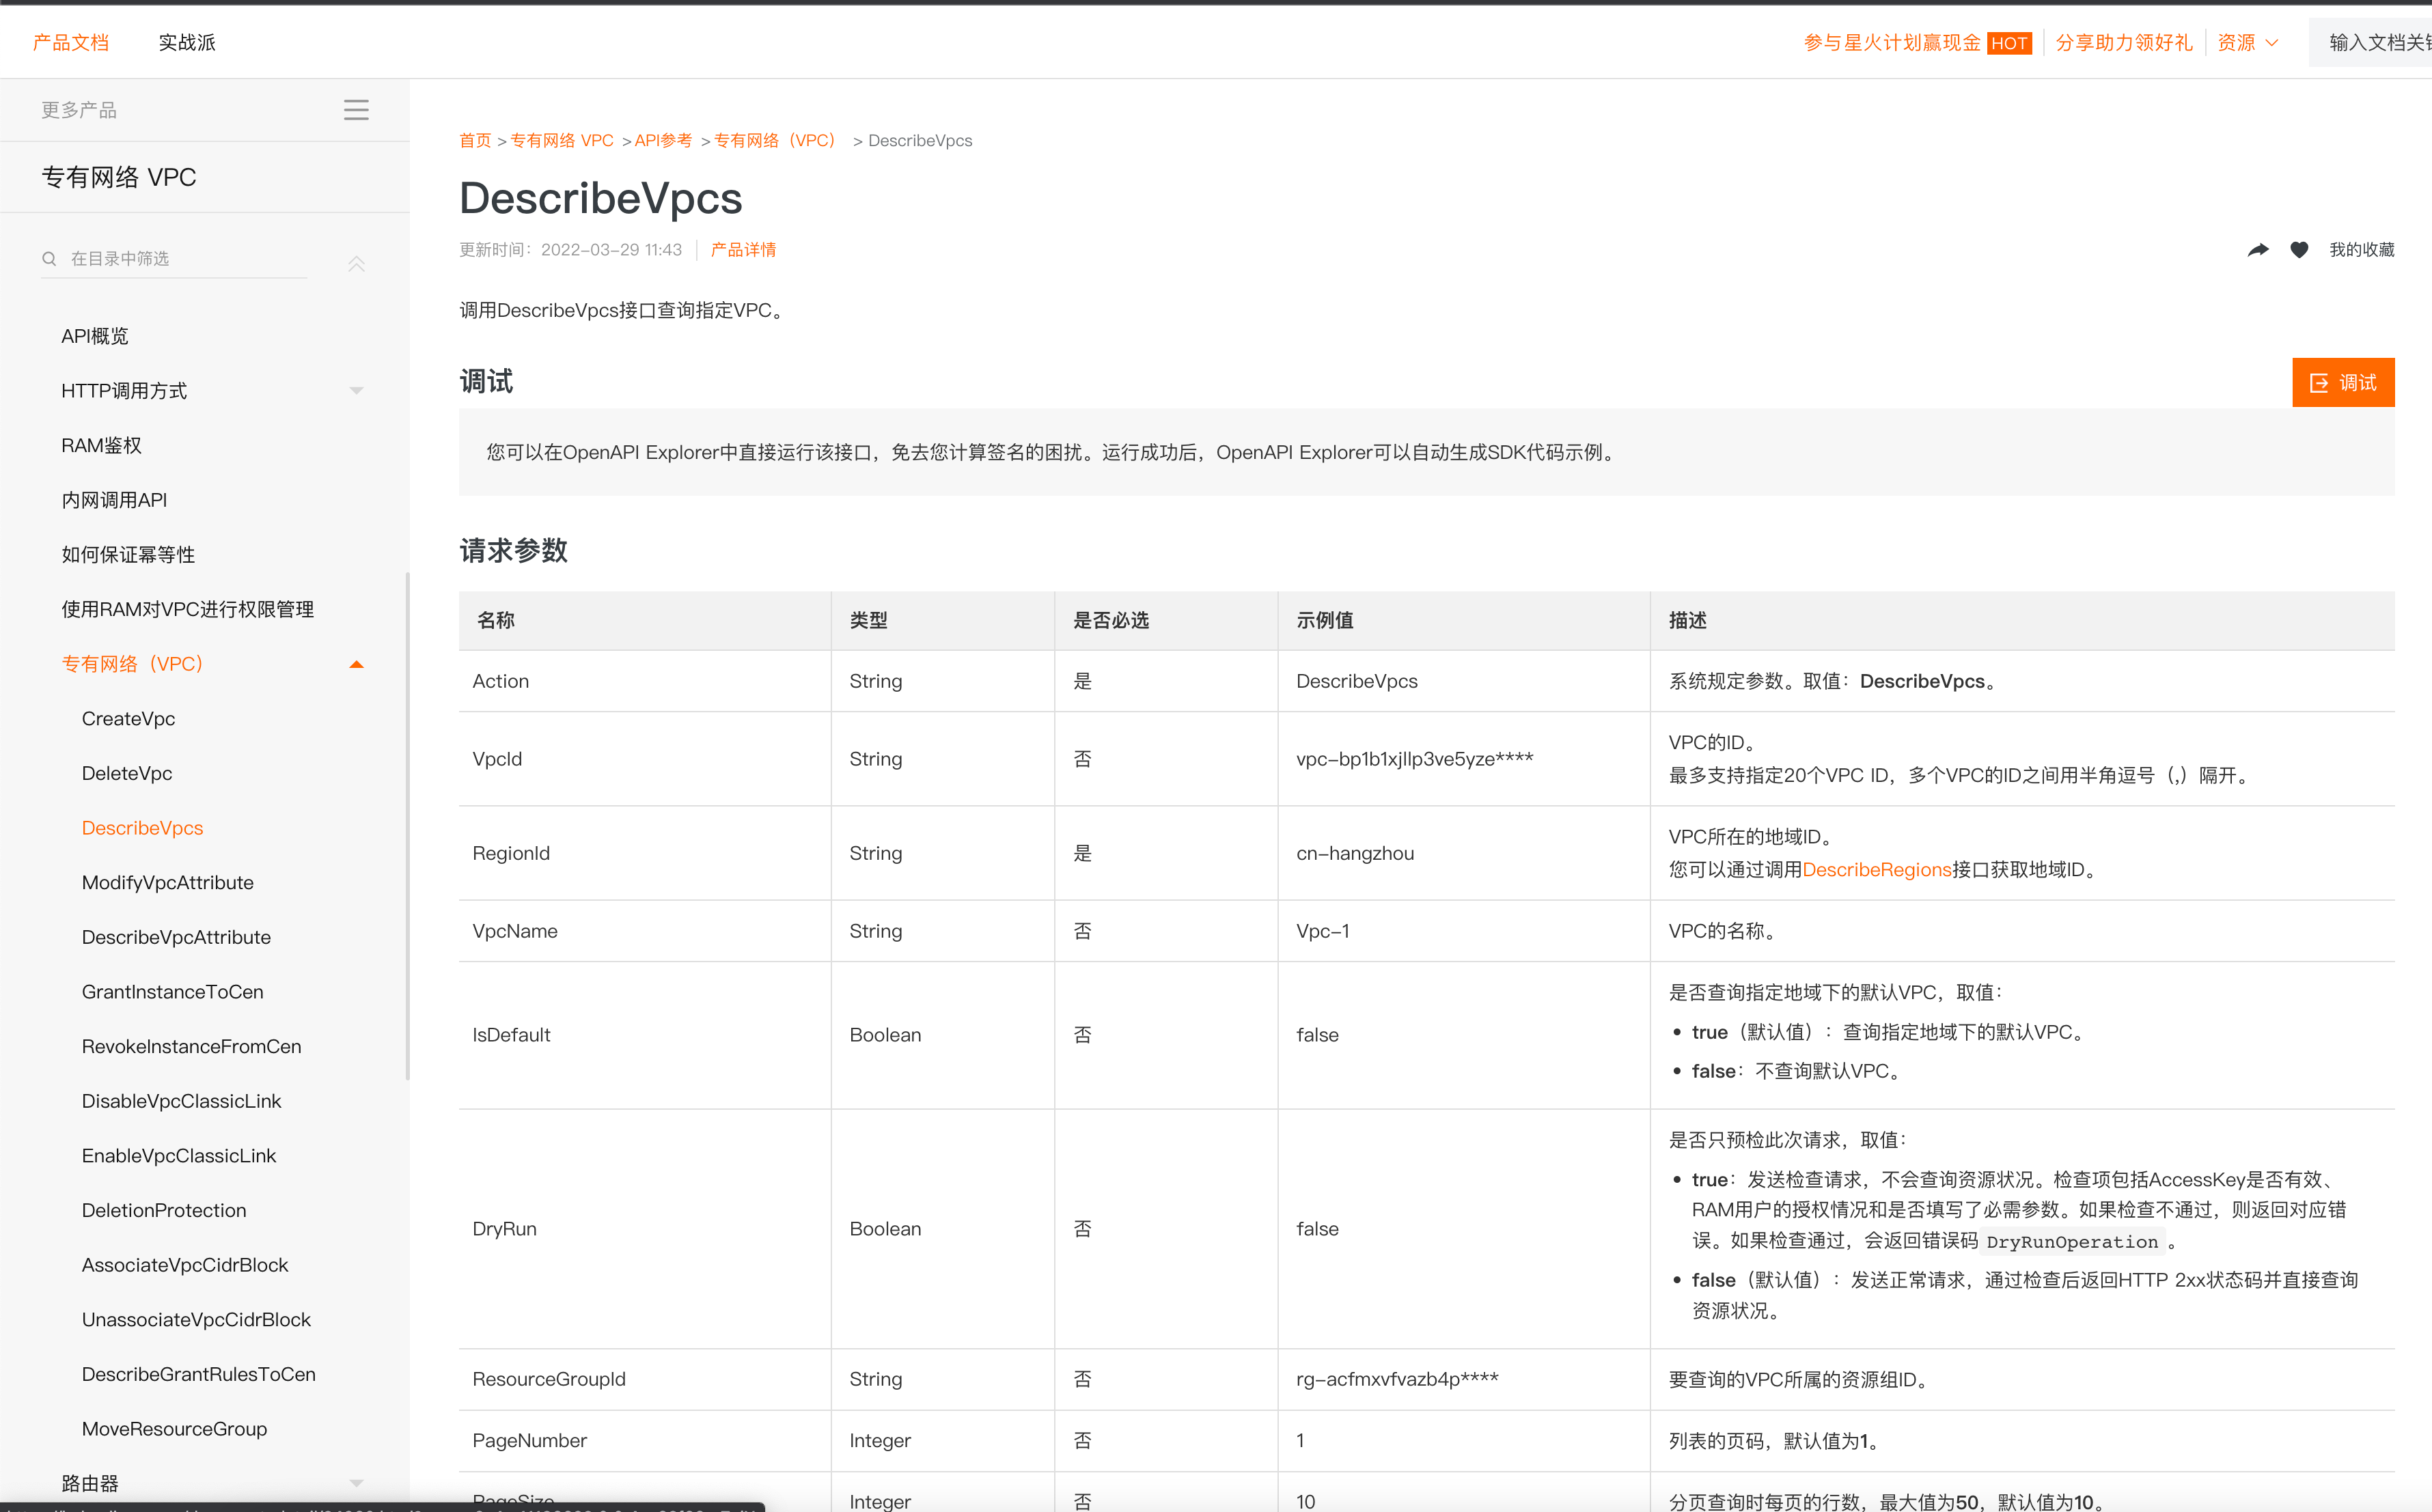 产品文档 实战派 参与星火计划赢现金 HOT 分享助力领好礼 资源 输入文档关
更多产品
专有网络 VPC
在目录中筛选
API概览
HTTP调用方式
RAM鉴权
内网调用API
如何保证幂等性
使用RAM对VPC进行权限管理
专有网络（VPC）
CreateVpc
DeleteVpc
DescribeVpcs
ModifyVpcAttribute
DescribeVpcAttribute
GrantInstanceToCen
RevokeInstanceFromCen
DisableVpcClassicLink
EnableVpcClassicLink
DeletionProtection
AssociateVpcCidrBlock
UnassociateVpcCidrBlock
DescribeGrantRulesToCen
MoveResourceGroup
路由器
首页 > 专有网络 VPC > API参考 > 专有网络（VPC） > DescribeVpcs
DescribeVpcs
更新时间：2022-03-29 11:43 产品详情 我的收藏
调用DescribeVpcs接口查询指定VPC。
调试 调试
您可以在OpenAPI Explorer中直接运行该接口，免去您计算签名的困扰。运行成功后，OpenAPI Explorer可以自动生成SDK代码示例。
请求参数
名称 类型 是否必选 示例值 描述
Action String 是 DescribeVpcs 系统规定参数。取值：DescribeVpcs。
VpcId String 否 vpc-bp1b1xjllp3ve5yze**** VPC的ID。
最多支持指定20个VPC ID，多个VPC的ID之间用半角逗号（,）隔开。
RegionId String 是 cn-hangzhou VPC所在的地域ID。
您可以通过调用DescribeRegions接口获取地域ID。
VpcName String 否 Vpc-1 VPC的名称。
IsDefault Boolean 否 false 是否查询指定地域下的默认VPC，取值：
• true（默认值）：查询指定地域下的默认VPC。
• false：不查询默认VPC。
DryRun Boolean 否 false 是否只预检此次请求，取值：
• true：发送检查请求，不会查询资源状况。检查项包括AccessKey是否有效、
RAM用户的授权情况和是否填写了必需参数。如果检查不通过，则返回对应错
误。如果检查通过，会返回错误码DryRunOperation。
• false（默认值）：发送正常请求，通过检查后返回HTTP 2xx状态码并直接查询
资源状况。
ResourceGroupId String 否 rg-acfmxvfvazb4p**** 要查询的VPC所属的资源组ID。
PageNumber Integer 否 1 列表的页码，默认值为1。
PageSize Integer 否 10 分页查询时每页的行数，最大值为50，默认值为10。